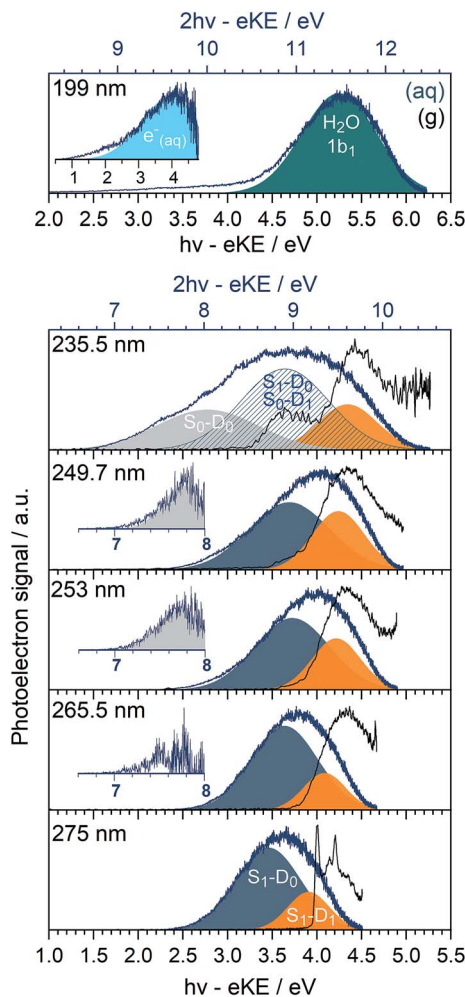 2hν - eKE / eV
9 10 11 12
199 nm
(aq)
(g)
e⁻(aq)
H₂O
1b₁
1 2 3 4
2.0 2.5 3.0 3.5 4.0 4.5 5.0 5.5 6.0 6.5
hν - eKE / eV
2hν - eKE / eV
7 8 9 10
235.5 nm
S₁-D₀
S₀-D₁
S₀-D₀
249.7 nm
7 8
253 nm
7 8
265.5 nm
7 8
275 nm
S₁-D₀
S₁-D₁
1.0 1.5 2.0 2.5 3.0 3.5 4.0 4.5 5.0 5.5
hν - eKE / eV
Photoelectron signal / a.u.